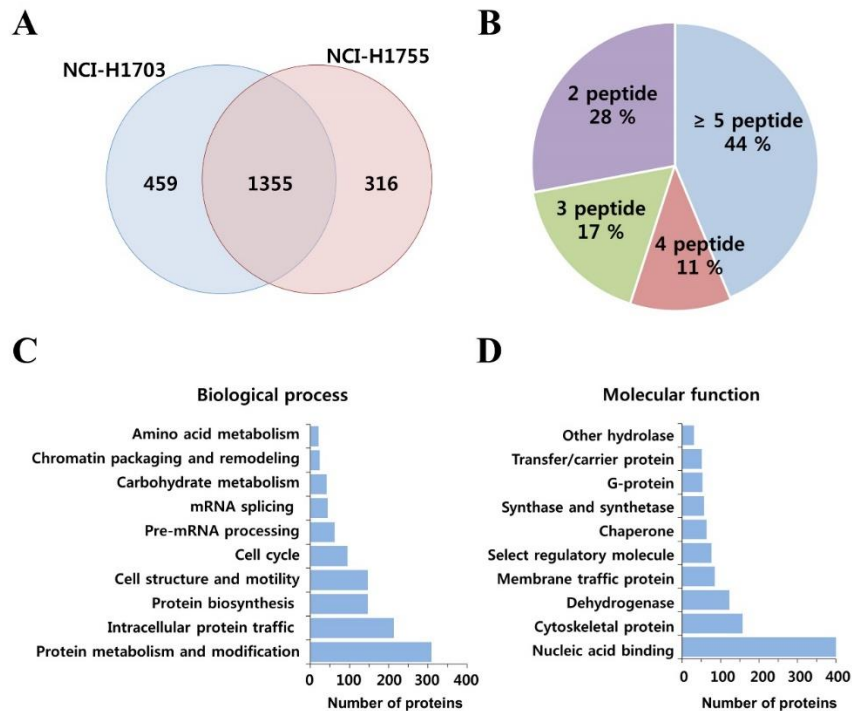 A
NCI-H1703
NCI-H1755
459
1355
316
B
2 peptide
28 %
≥ 5 peptide
44 %
3 peptide
17 %
4 peptide
11 %
C
Biological process
Amino acid metabolism
Chromatin packaging and remodeling
Carbohydrate metabolism
mRNA splicing
Pre-mRNA processing
Cell cycle
Cell structure and motility
Protein biosynthesis
Intracellular protein traffic
Protein metabolism and modification
0 100 200 300 400
Number of proteins
D
Molecular function
Other hydrolase
Transfer/carrier protein
G-protein
Synthase and synthetase
Chaperone
Select regulatory molecule
Membrane traffic protein
Dehydrogenase
Cytoskeletal protein
Nucleic acid binding
0 100 200 300 400
Number of proteins